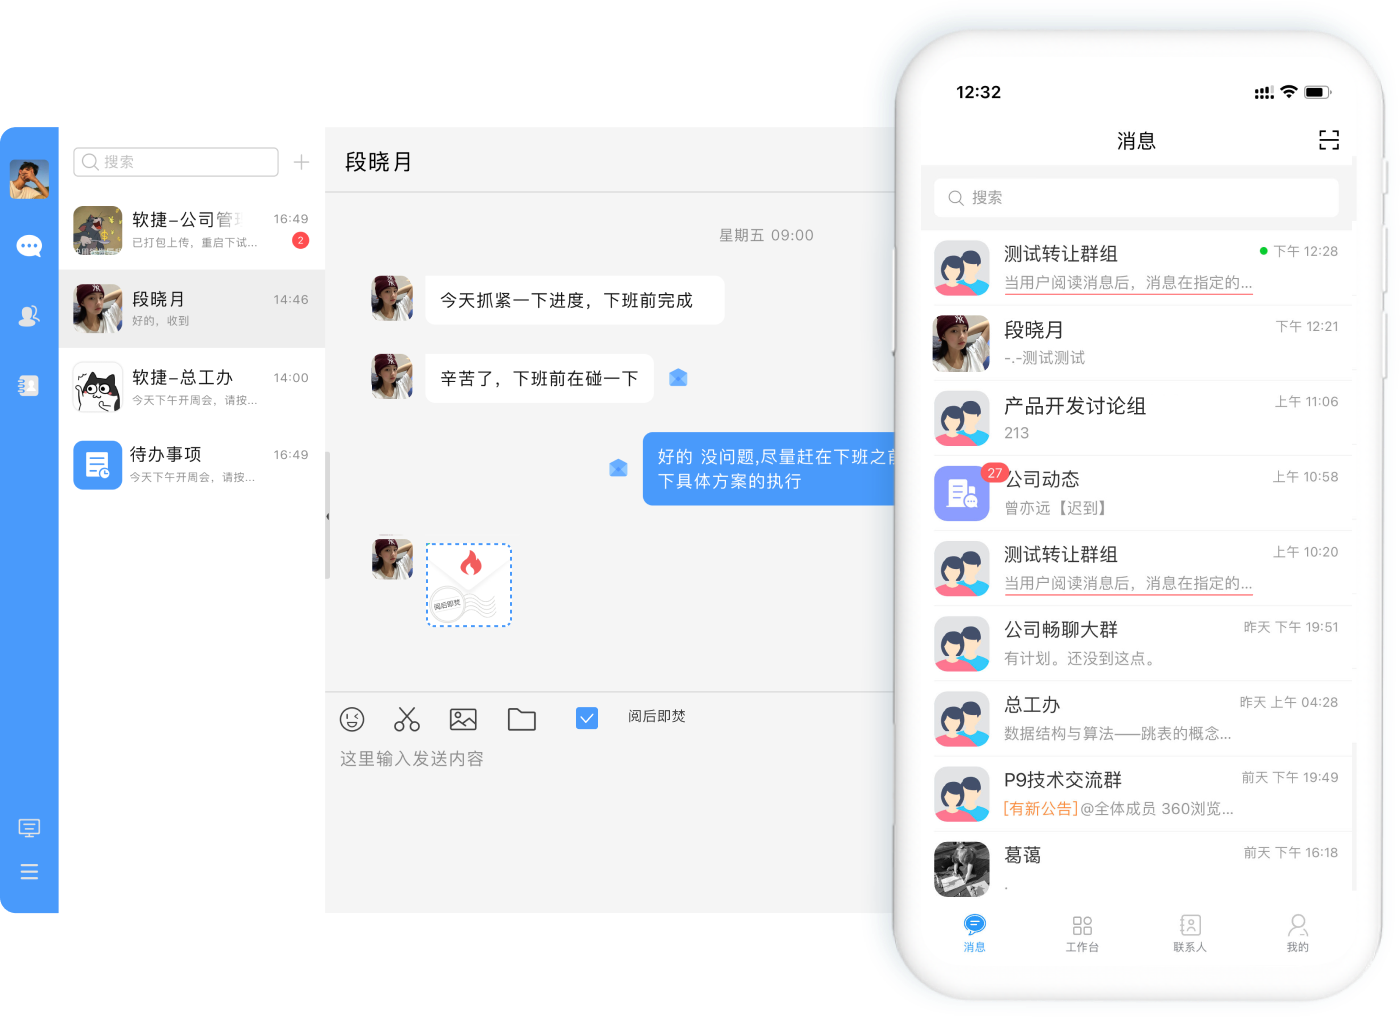 搜索
软捷-公司管
16:49
已打包上传，重启下试...
2
段晓月
14:46
好的，收到
软捷-总工办
14:00
今天下午开周会，请按...
待办事项
16:49
今天下午开周会，请按...
段晓月
星期五 09:00
今天抓紧一下进度，下班前完成
辛苦了，下班前在碰一下
好的 没问题,尽量赶在下班之前
下具体方案的执行
阅后即焚
阅后即焚
这里输入发送内容
12:32
消息
搜索
测试转让群组
下午 12:28
当用户阅读消息后，消息在指定的...
段晓月
下午 12:21
-.-测试测试
产品开发讨论组
上午 11:06
213
27
公司动态
上午 10:58
曾亦远【迟到】
测试转让群组
上午 10:20
当用户阅读消息后，消息在指定的...
公司畅聊大群
昨天 下午 19:51
有计划。还没到这点。
总工办
昨天 上午 04:28
数据结构与算法——跳表的概念...
P9技术交流群
前天 下午 19:49
[有新公告]@全体成员 360浏览...
葛蔼
前天 下午 16:18
.
消息
工作台
联系人
我的